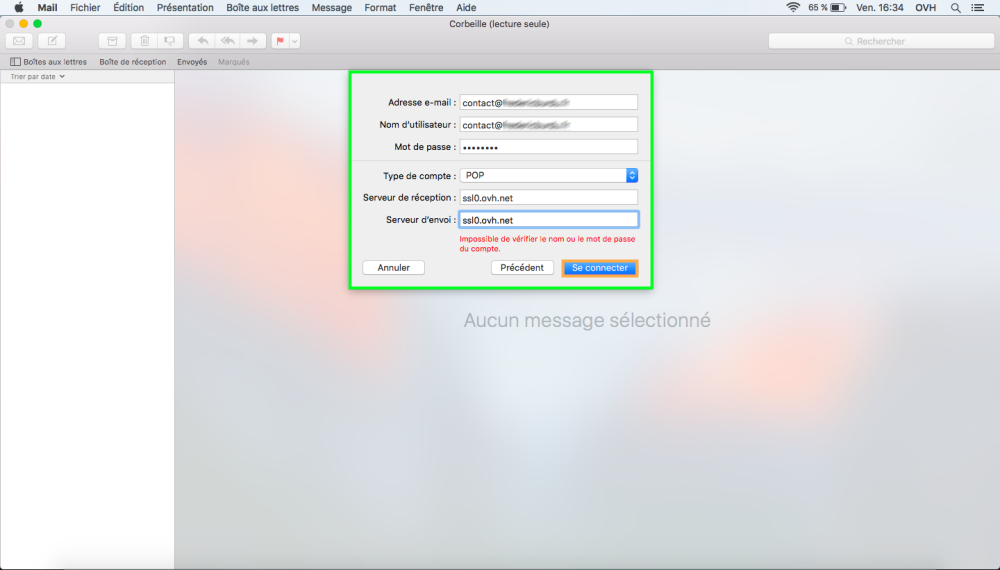 Mail Fichier Édition Présentation Boîte aux lettres Message Format Fenêtre Aide 65 % Ven. 16:34 OVH
Corbeille (lecture seule)
Rechercher
Boîtes aux lettres Boîte de réception Envoyés Marqués
Trier par date
Adresse e-mail : contact@
Nom d'utilisateur : contact@
Mot de passe : ••••••••
Type de compte : POP
Serveur de réception : ssl0.ovh.net
Serveur d'envoi : ssl0.ovh.net
Impossible de vérifier le nom ou le mot de passe
du compte.
Annuler Précédent Se connecter
Aucun message sélectionné